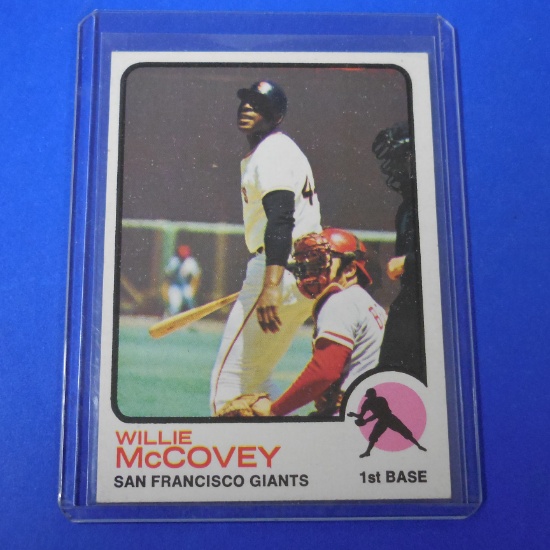 WILLIE
McCOVEY
SAN FRANCISCO GIANTS
1st BASE